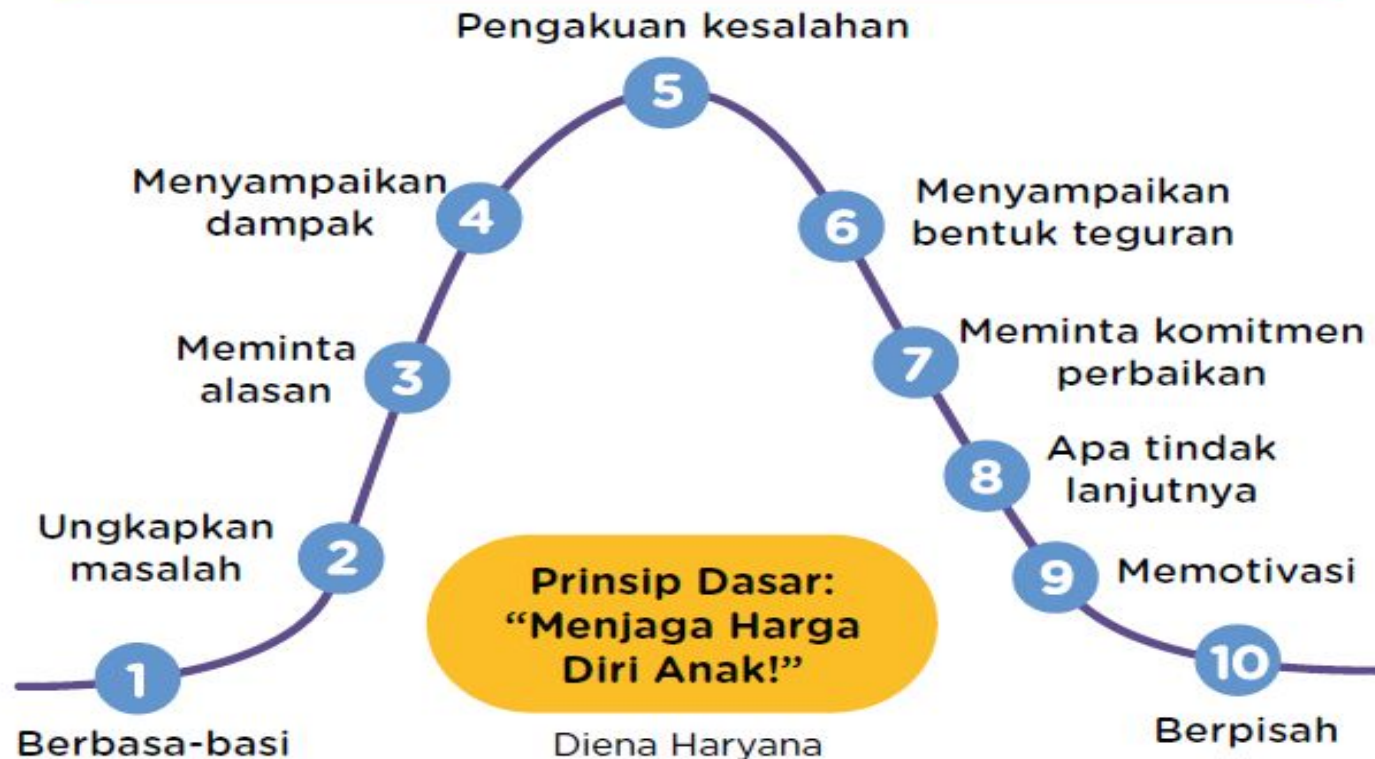 Pengakuan kesalahan
5
Menyampaikan
dampak
4
6
Menyampaikan
bentuk teguran
Meminta
alasan
3
7
Meminta komitmen
perbaikan
8
Apa tindak
lanjutnya
Ungkapkan
masalah
2
9
Memotivasi
Prinsip Dasar:
“Menjaga Harga
Diri Anak!”
1
10
Berbasa-basi
Diena Haryana
Berpisah